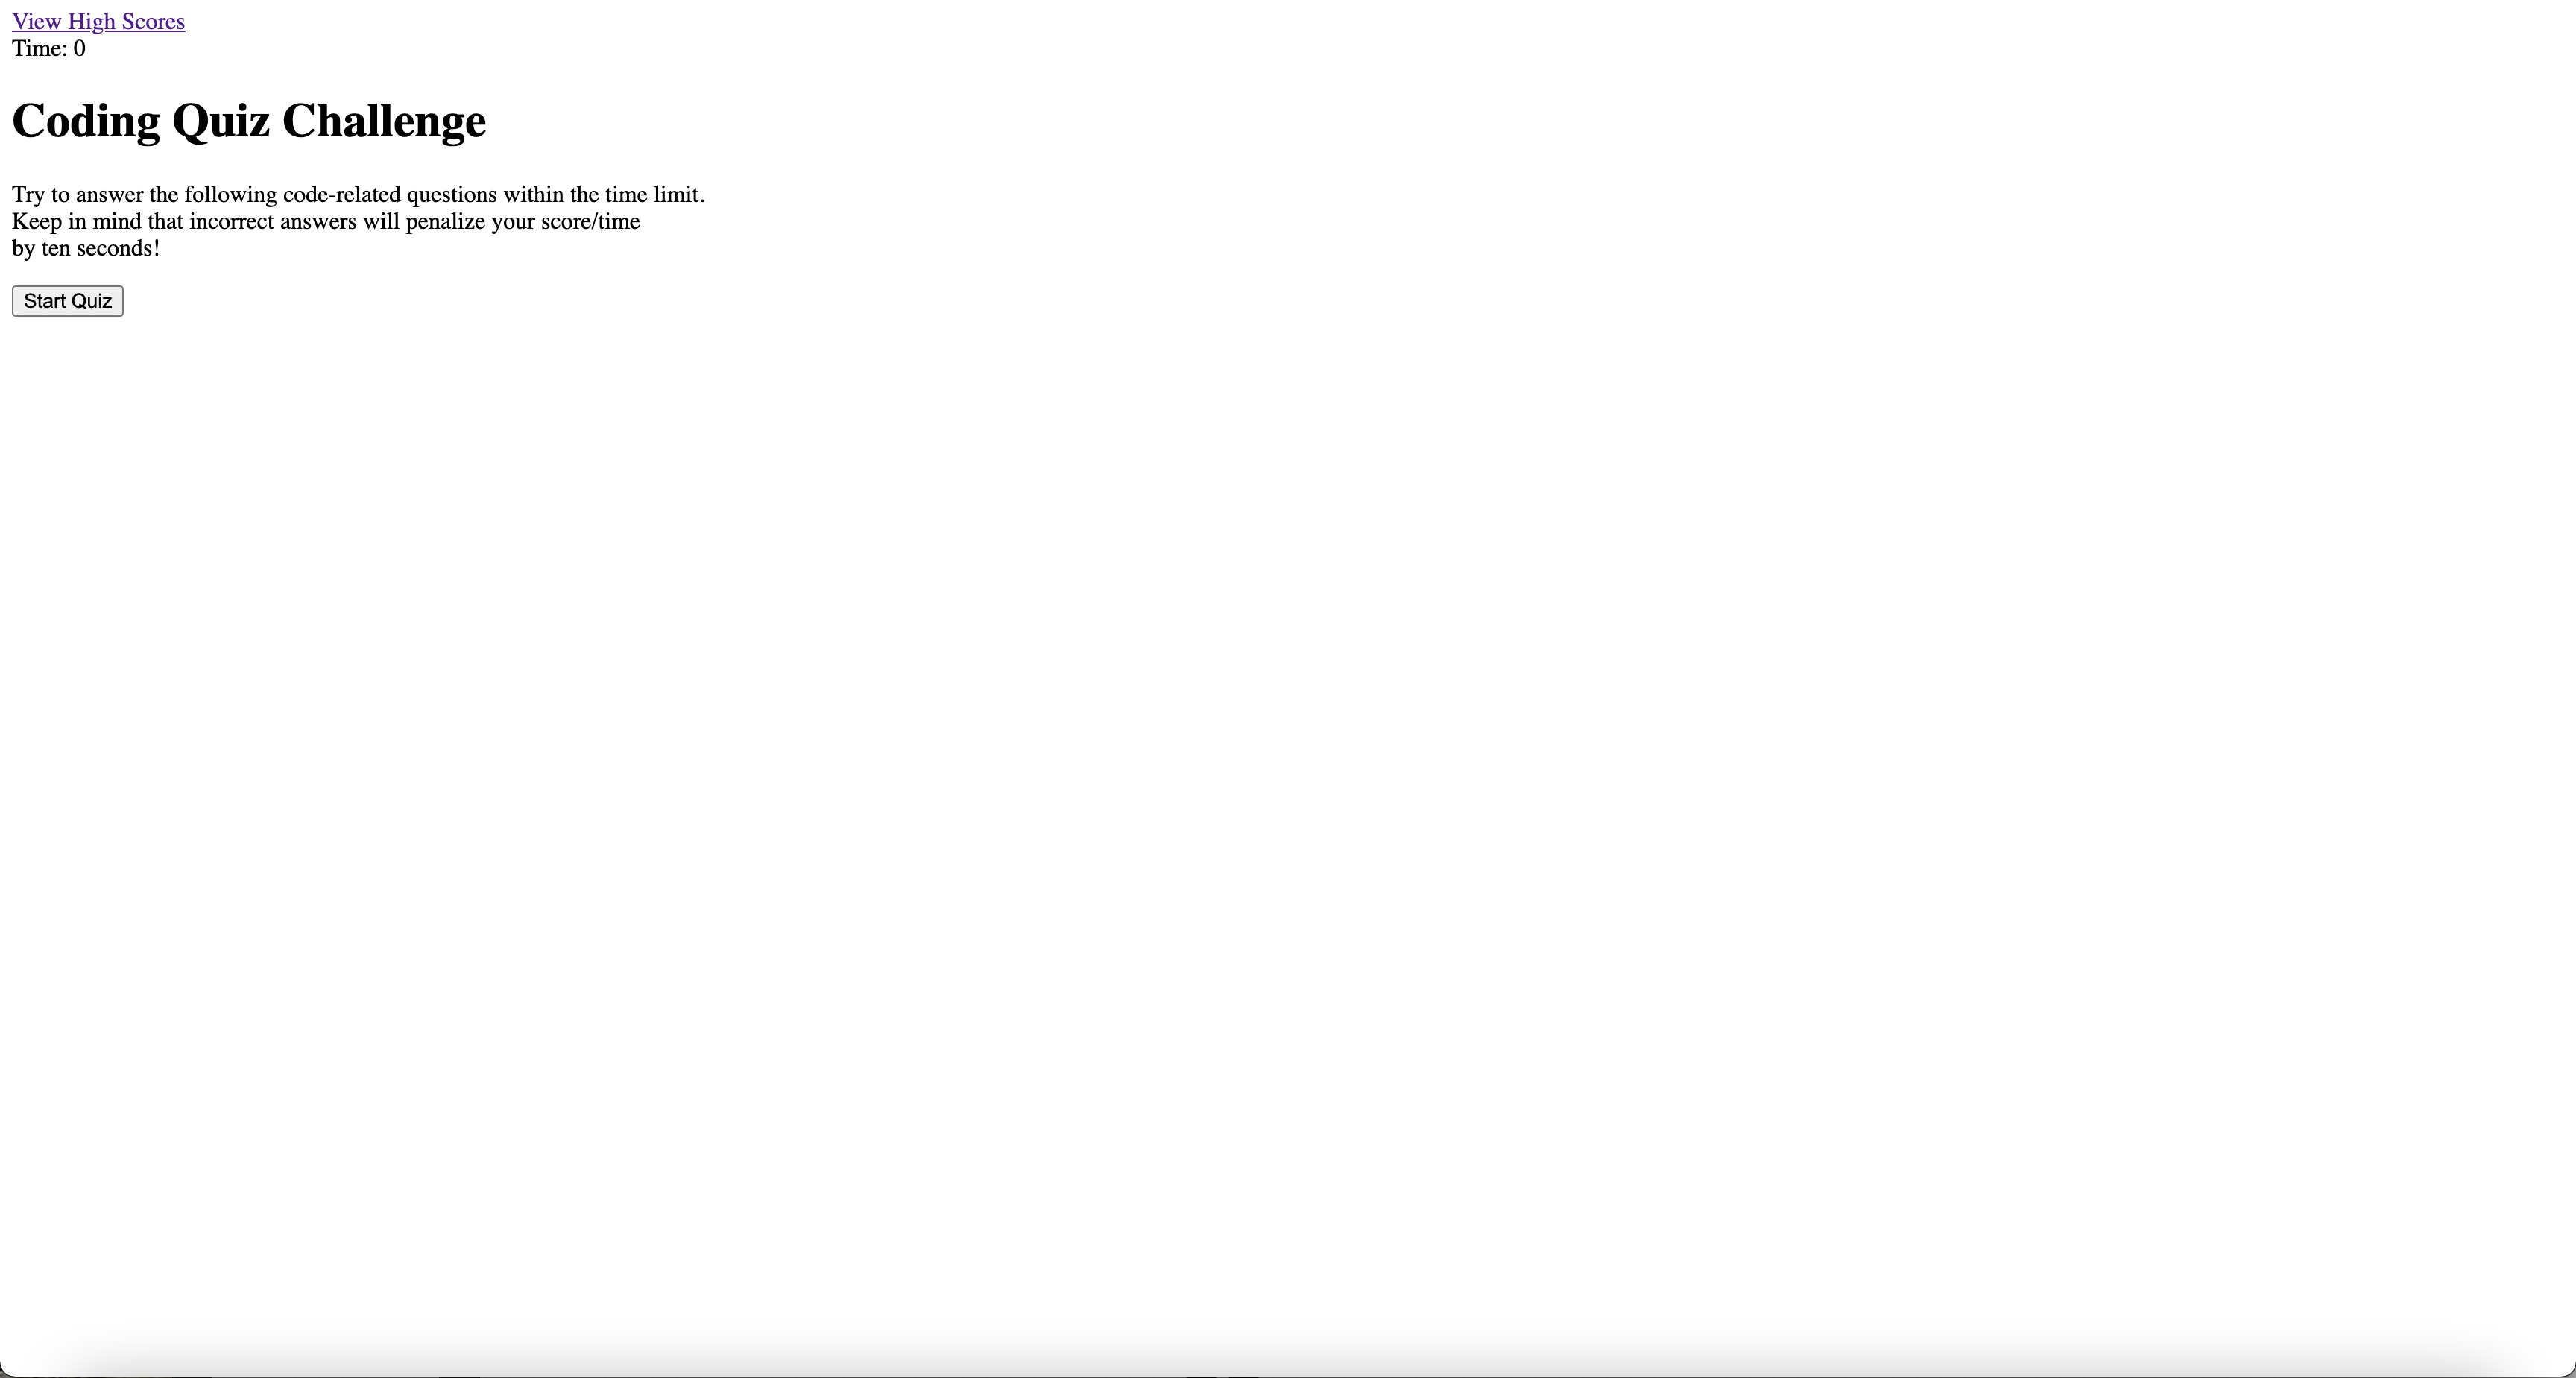 View High Scores
Time: 0
Coding Quiz Challenge
Try to answer the following code-related questions within the time limit.
Keep in mind that incorrect answers will penalize your score/time
by ten seconds!
Start Quiz